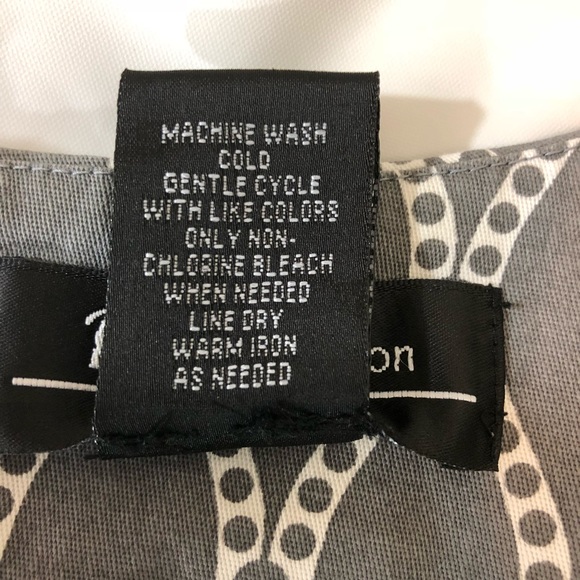 MACHINE WASH
COLD
GENTLE CYCLE
WITH LIKE COLORS
ONLY NON-
CHLORINE BLEACH
WHEN NEEDED
LINE DRY
WARM IRON
AS NEEDED